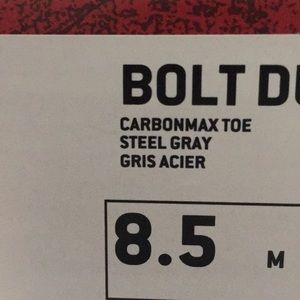 BOLT DU
CARBONMAX TOE
STEEL GRAY
GRIS ACIER
8.5 M